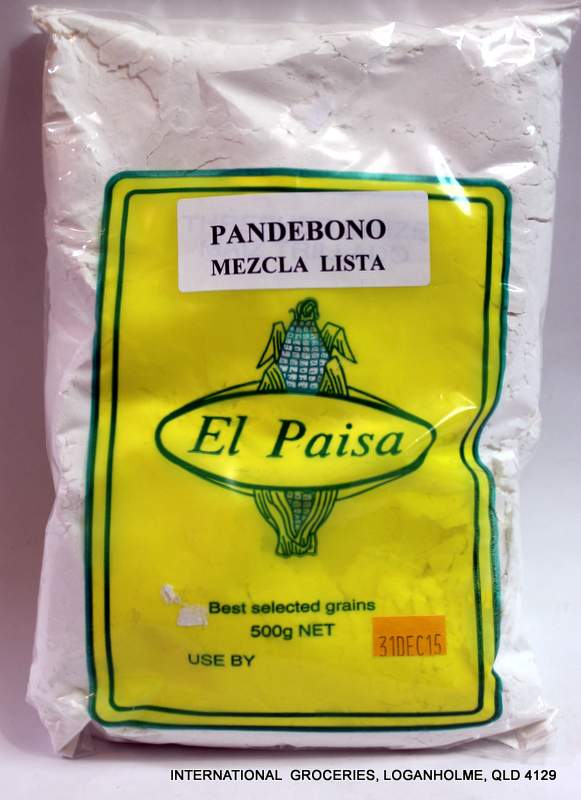 PANDEBONO
MEZCLA LISTA
El Paisa
Best selected grains
500g NET
USE BY
31DEC15
INTERNATIONAL GROCERIES, LOGANHOLME, QLD 4129